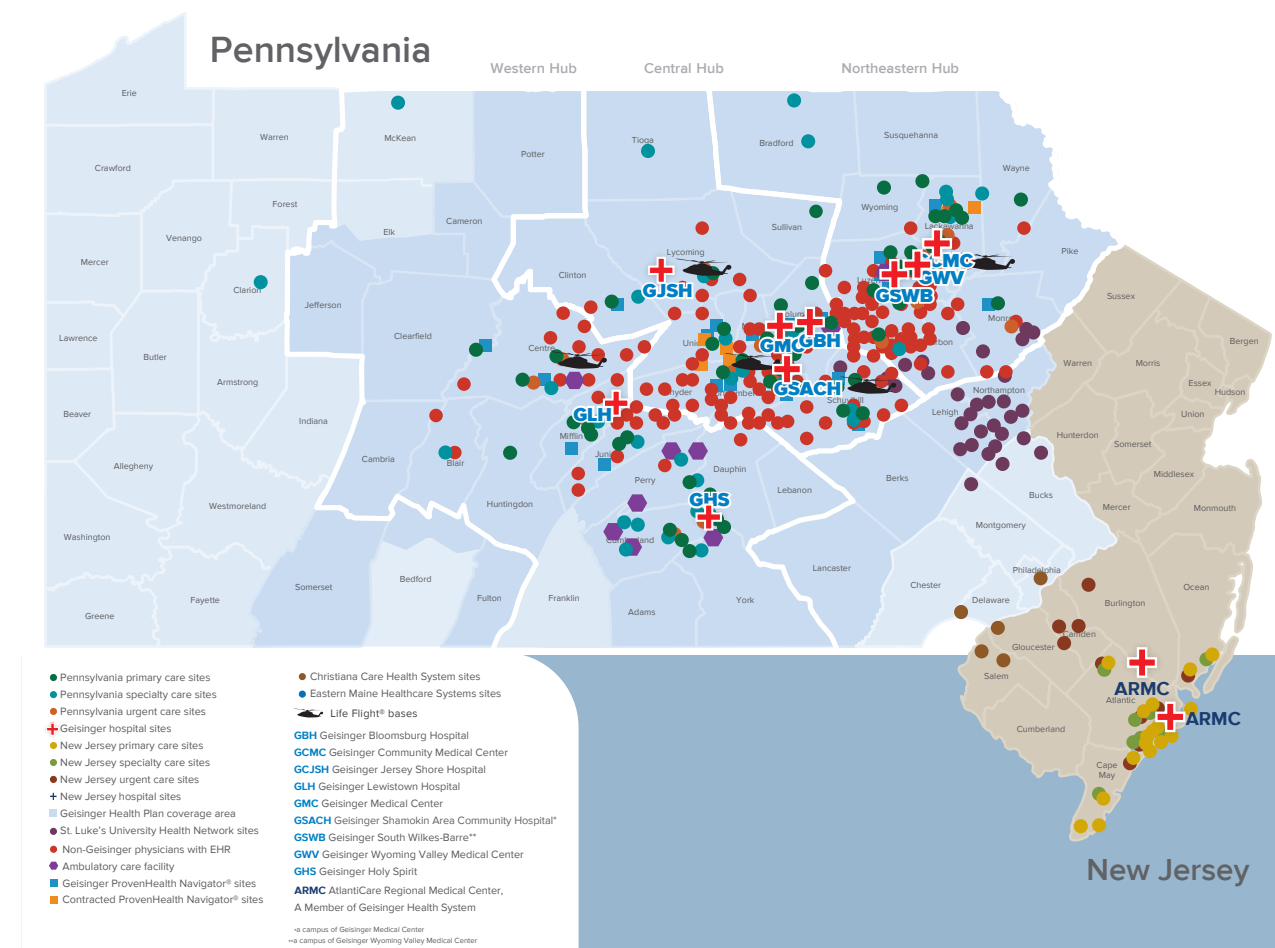 Pennsylvania
Western Hub
Central Hub
Northeastern Hub
Erie
Warren
McKean
Crawford
Potter
Tioga
Bradford
Susquehanna
Wayne
Forest
Cameron
Elk
Venango
Wyoming
Sullivan
Lackawanna
Pike
Mercer
Clarion
Clinton
Lycoming
GJSH
GCMC
GWV
GSWB
Jefferson
Clearfield
Centre
Lawrence
Butler
Armstrong
GMC
GBH
GSACH
Schuylkill
GLH
Northampton
Lehigh
Beaver
Indiana
Mifflin
Cambria
Blair
Allegheny
Huntingdon
Perry
Dauphin
Lebanon
Berks
Bucks
GHS
Westmoreland
Washington
Cumberland
Montgomery
Philadelphia
Lancaster
Chester
Delaware
Bedford
Somerset
Fulton
Franklin
Adams
York
Fayette
Greene
Sussex
Bergen
Warren
Morris
Essex
Hudson
Union
Hunterdon
Somerset
Middlesex
Mercer
Monmouth
Ocean
Burlington
Camden
Gloucester
Salem
ARMC
Atlantic
ARMC
Cumberland
Cape
May
New Jersey
Pennsylvania primary care sites
Pennsylvania specialty care sites
Pennsylvania urgent care sites
Geisinger hospital sites
New Jersey primary care sites
New Jersey specialty care sites
New Jersey urgent care sites
New Jersey hospital sites
Geisinger Health Plan coverage area
St. Luke's University Health Network sites
Non-Geisinger physicians with EHR
Ambulatory care facility
Geisinger ProvenHealth Navigator® sites
Contracted ProvenHealth Navigator® sites
Christiana Care Health System sites
Eastern Maine Healthcare Systems sites
Life Flight® bases
GBH Geisinger Bloomsburg Hospital
GCMC Geisinger Community Medical Center
GCJSH Geisinger Jersey Shore Hospital
GLH Geisinger Lewistown Hospital
GMC Geisinger Medical Center
GSACH Geisinger Shamokin Area Community Hospital*
GSWB Geisinger South Wilkes-Barre**
GWV Geisinger Wyoming Valley Medical Center
GHS Geisinger Holy Spirit
ARMC AtlantiCare Regional Medical Center,
A Member of Geisinger Health System
*a campus of Geisinger Medical Center
**a campus of Geisinger Wyoming Valley Medical Center